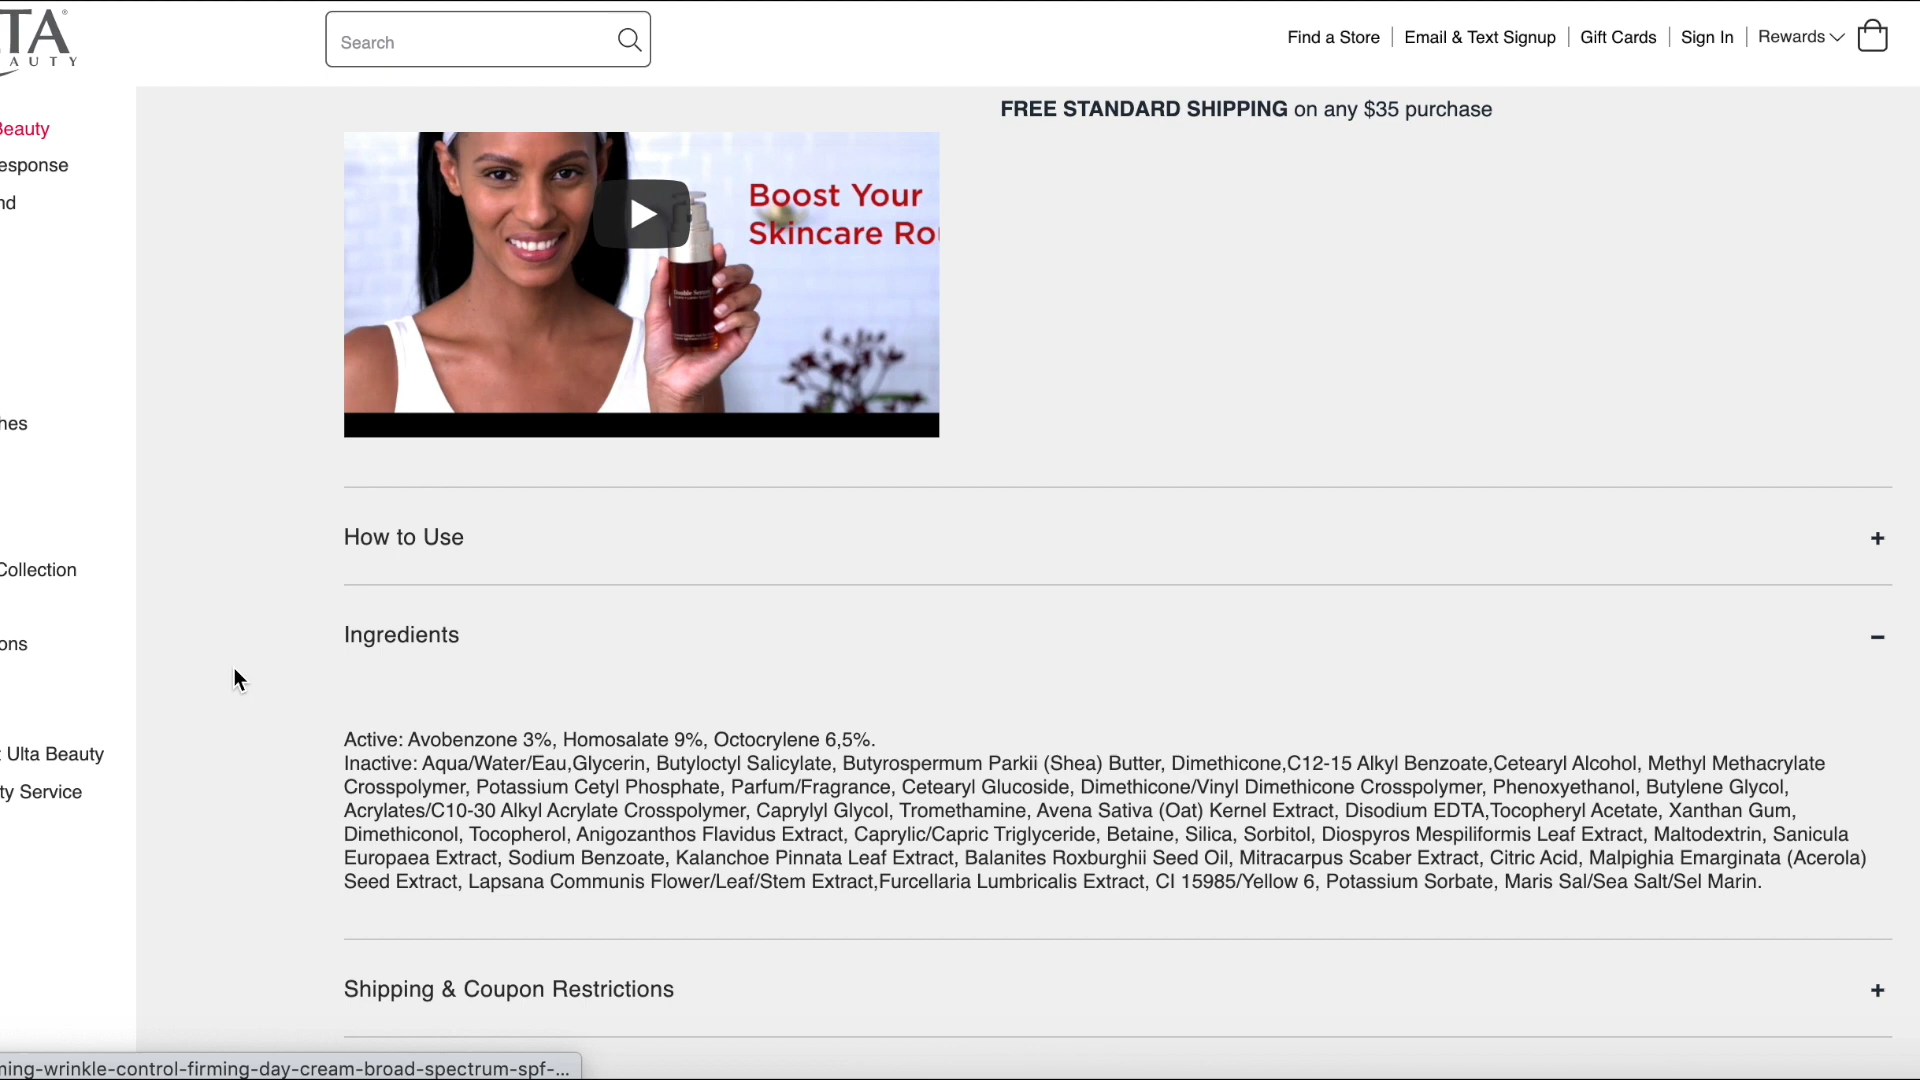 TA
AUTY
Search
Find a Store
Email & Text Signup
Gift Cards
Sign In
Rewards
Beauty
esponse
nd
hes
Collection
ons
t Ulta Beauty
ty Service
FREE STANDARD SHIPPING on any $35 purchase
Boost Your
Skincare Rou
Double Serum
How to Use
+
Ingredients
−
Active: Avobenzone 3%, Homosalate 9%, Octocrylene 6,5%.
Inactive: Aqua/Water/Eau,Glycerin, Butyloctyl Salicylate, Butyrospermum Parkii (Shea) Butter, Dimethicone,C12-15 Alkyl Benzoate,Cetearyl Alcohol, Methyl Methacrylate
Crosspolymer, Potassium Cetyl Phosphate, Parfum/Fragrance, Cetearyl Glucoside, Dimethicone/Vinyl Dimethicone Crosspolymer, Phenoxyethanol, Butylene Glycol,
Acrylates/C10-30 Alkyl Acrylate Crosspolymer, Caprylyl Glycol, Tromethamine, Avena Sativa (Oat) Kernel Extract, Disodium EDTA,Tocopheryl Acetate, Xanthan Gum,
Dimethiconol, Tocopherol, Anigozanthos Flavidus Extract, Caprylic/Capric Triglyceride, Betaine, Silica, Sorbitol, Diospyros Mespiliformis Leaf Extract, Maltodextrin, Sanicula
Europaea Extract, Sodium Benzoate, Kalanchoe Pinnata Leaf Extract, Balanites Roxburghii Seed Oil, Mitracarpus Scaber Extract, Citric Acid, Malpighia Emarginata (Acerola)
Seed Extract, Lapsana Communis Flower/Leaf/Stem Extract,Furcellaria Lumbricalis Extract, CI 15985/Yellow 6, Potassium Sorbate, Maris Sal/Sea Salt/Sel Marin.
Shipping & Coupon Restrictions
+
ming-wrinkle-control-firming-day-cream-broad-spectrum-spf-...